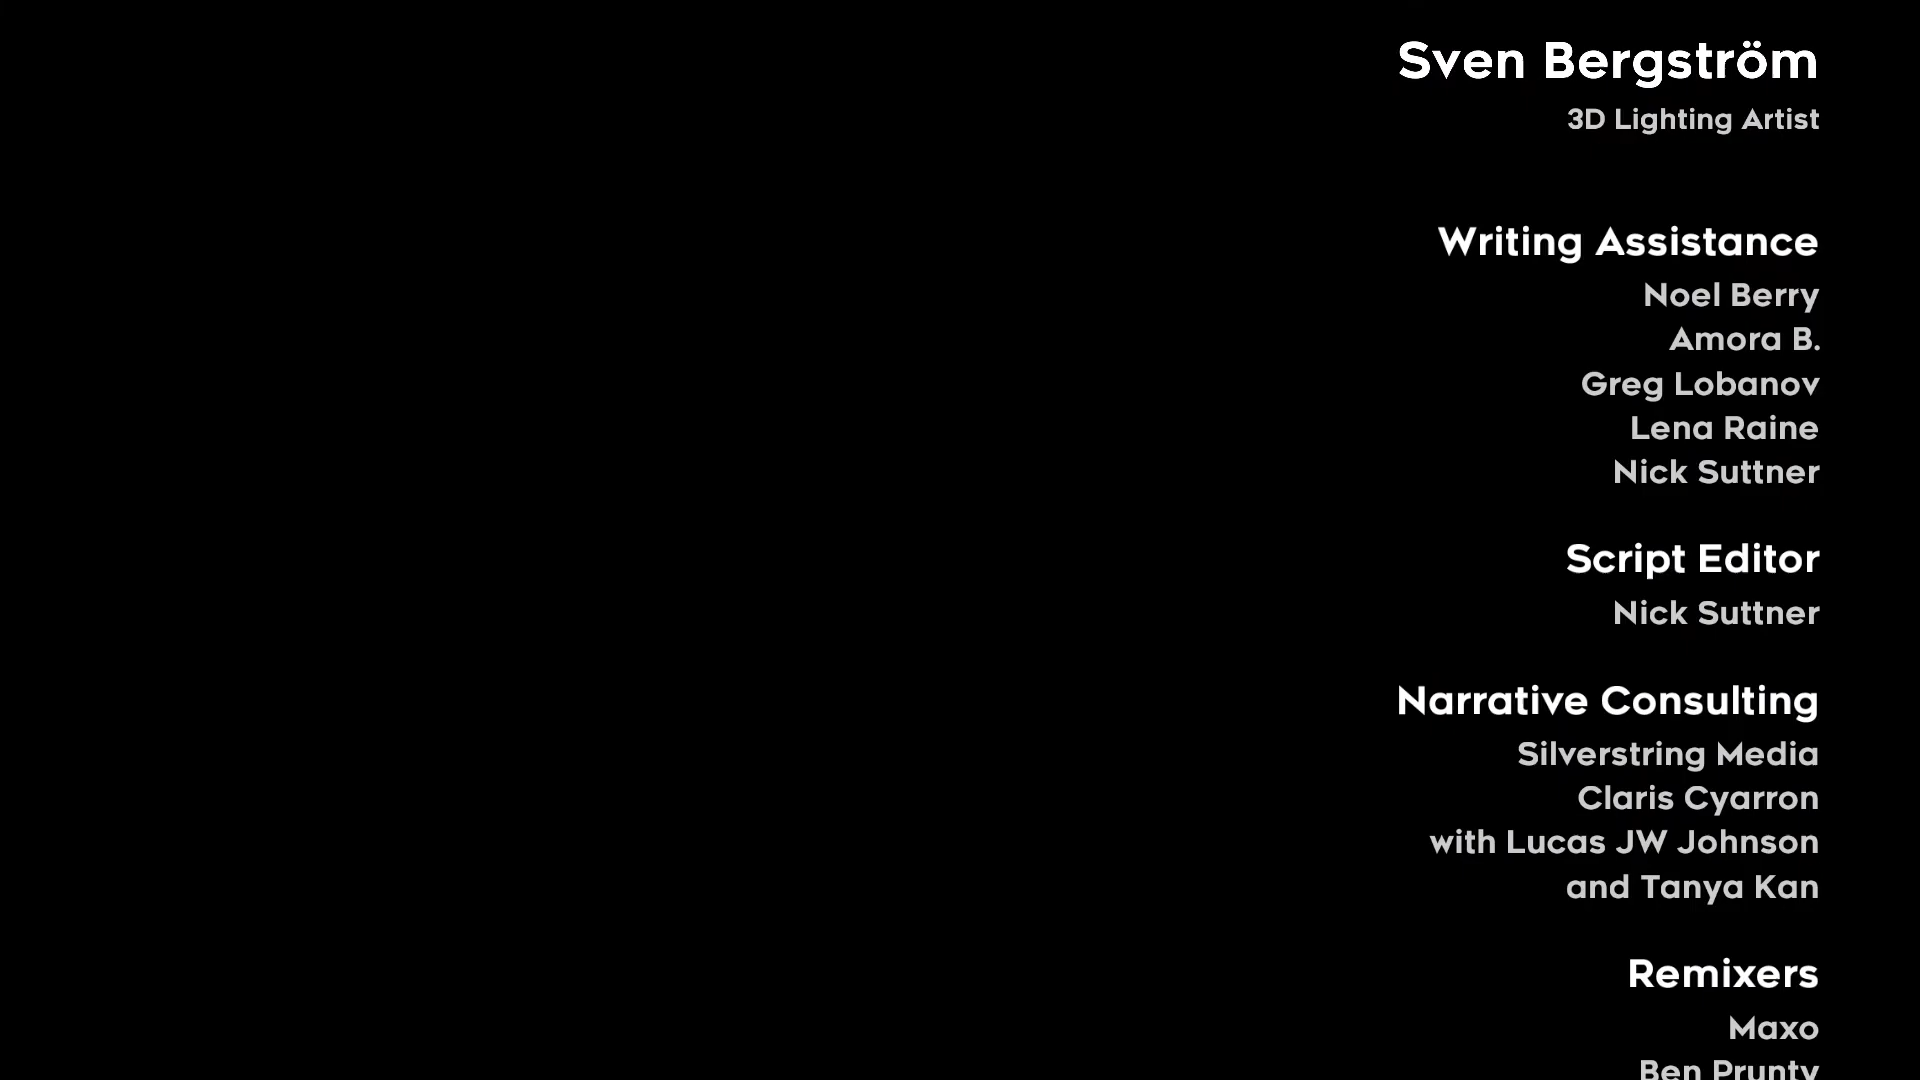 Sven Bergström
3D Lighting Artist
Writing Assistance
Noel Berry
Amora B.
Greg Lobanov
Lena Raine
Nick Suttner
Script Editor
Nick Suttner
Narrative Consulting
Silverstring Media
Claris Cyarron
with Lucas JW Johnson
and Tanya Kan
Remixers
Maxo
Ben Prunty